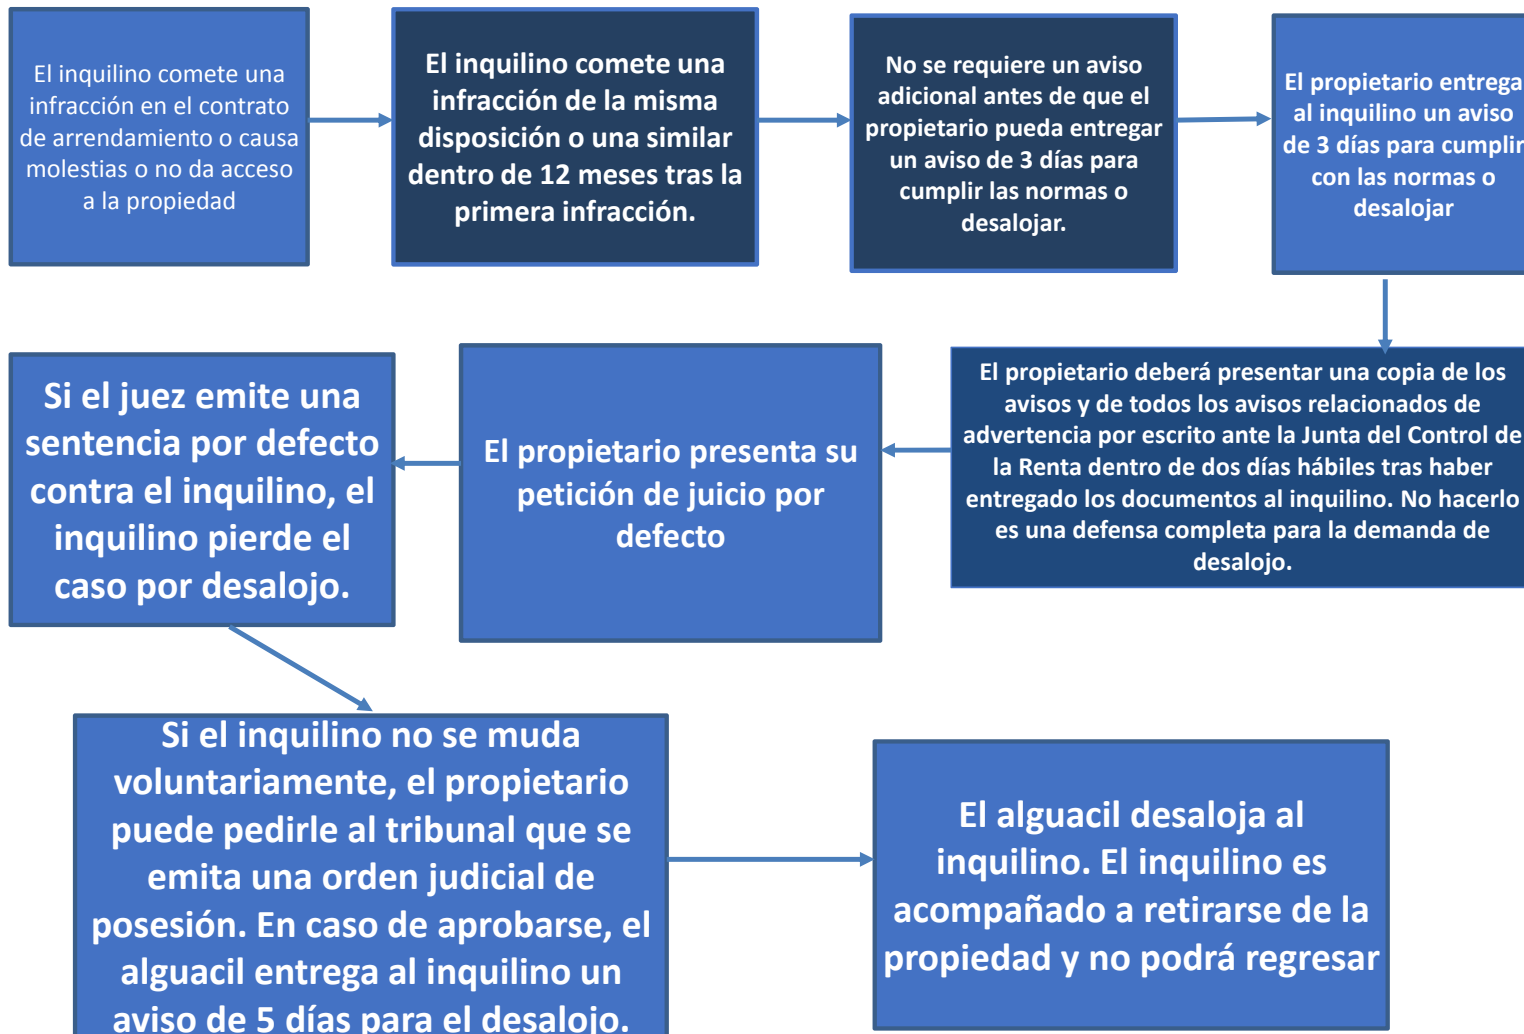 El inquilino comete una
infracción en el contrato
de arrendamiento o causa
molestias o no da acceso
a la propiedad
El inquilino comete una
infracción de la misma
disposición o una similar
dentro de 12 meses tras la
primera infracción.
No se requiere un aviso
adicional antes de que el
propietario pueda entregar
un aviso de 3 días para
cumplir las normas o
desalojar.
El propietario entrega
al inquilino un aviso
de 3 días para cumplir
con las normas o
desalojar
El propietario deberá presentar una copia de los
avisos y de todos los avisos relacionados de
advertencia por escrito ante la Junta del Control de
la Renta dentro de dos días hábiles tras haber
entregado los documentos al inquilino. No hacerlo
es una defensa completa para la demanda de
desalojo.
El propietario presenta su
petición de juicio por
defecto
Si el juez emite una
sentencia por defecto
contra el inquilino, el
inquilino pierde el
caso por desalojo.
Si el inquilino no se muda
voluntariamente, el propietario
puede pedirle al tribunal que se
emita una orden judicial de
posesión. En caso de aprobarse, el
alguacil entrega al inquilino un
aviso de 5 días para el desalojo.
El alguacil desaloja al
inquilino. El inquilino es
acompañado a retirarse de la
propiedad y no podrá regresar